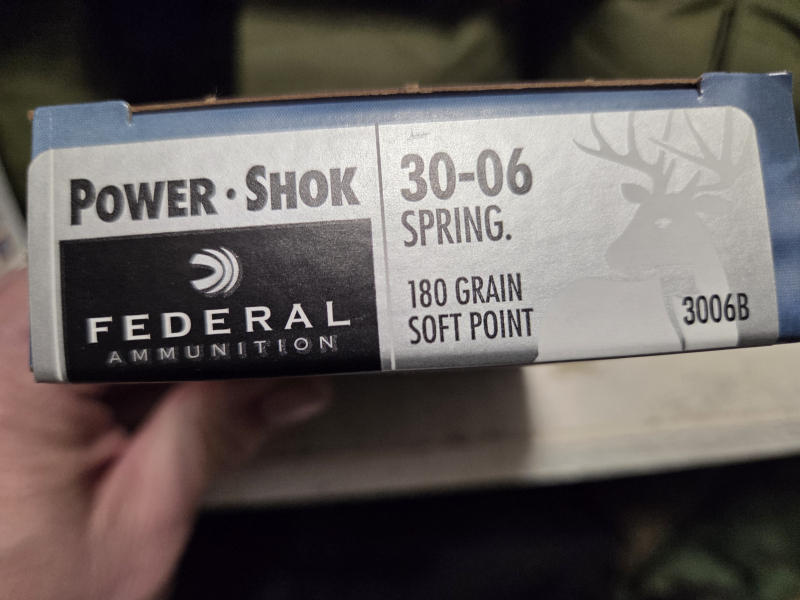 POWER·SHOK
FEDERAL
AMMUNITION
30-06
SPRING.
180 GRAIN
SOFT POINT
3006B